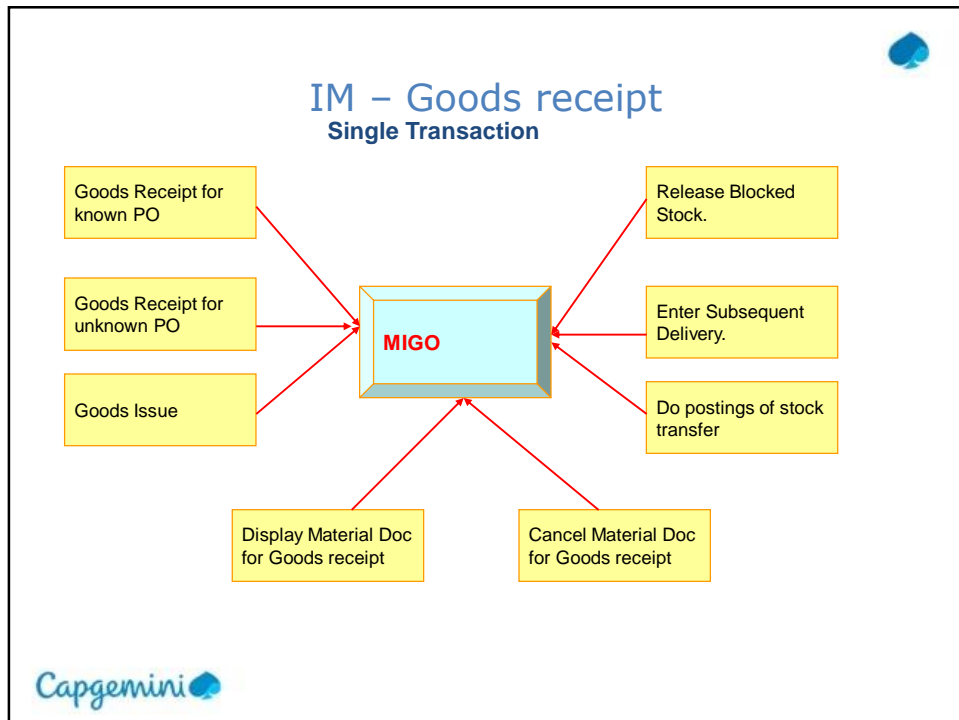 IM – Goods receipt
Single Transaction
Goods Receipt for
known PO
Release Blocked
Stock.
Goods Receipt for
unknown PO
MIGO
Enter Subsequent
Delivery.
Goods Issue
Do postings of stock
transfer
Display Material Doc
for Goods receipt
Cancel Material Doc
for Goods receipt
Capgemini